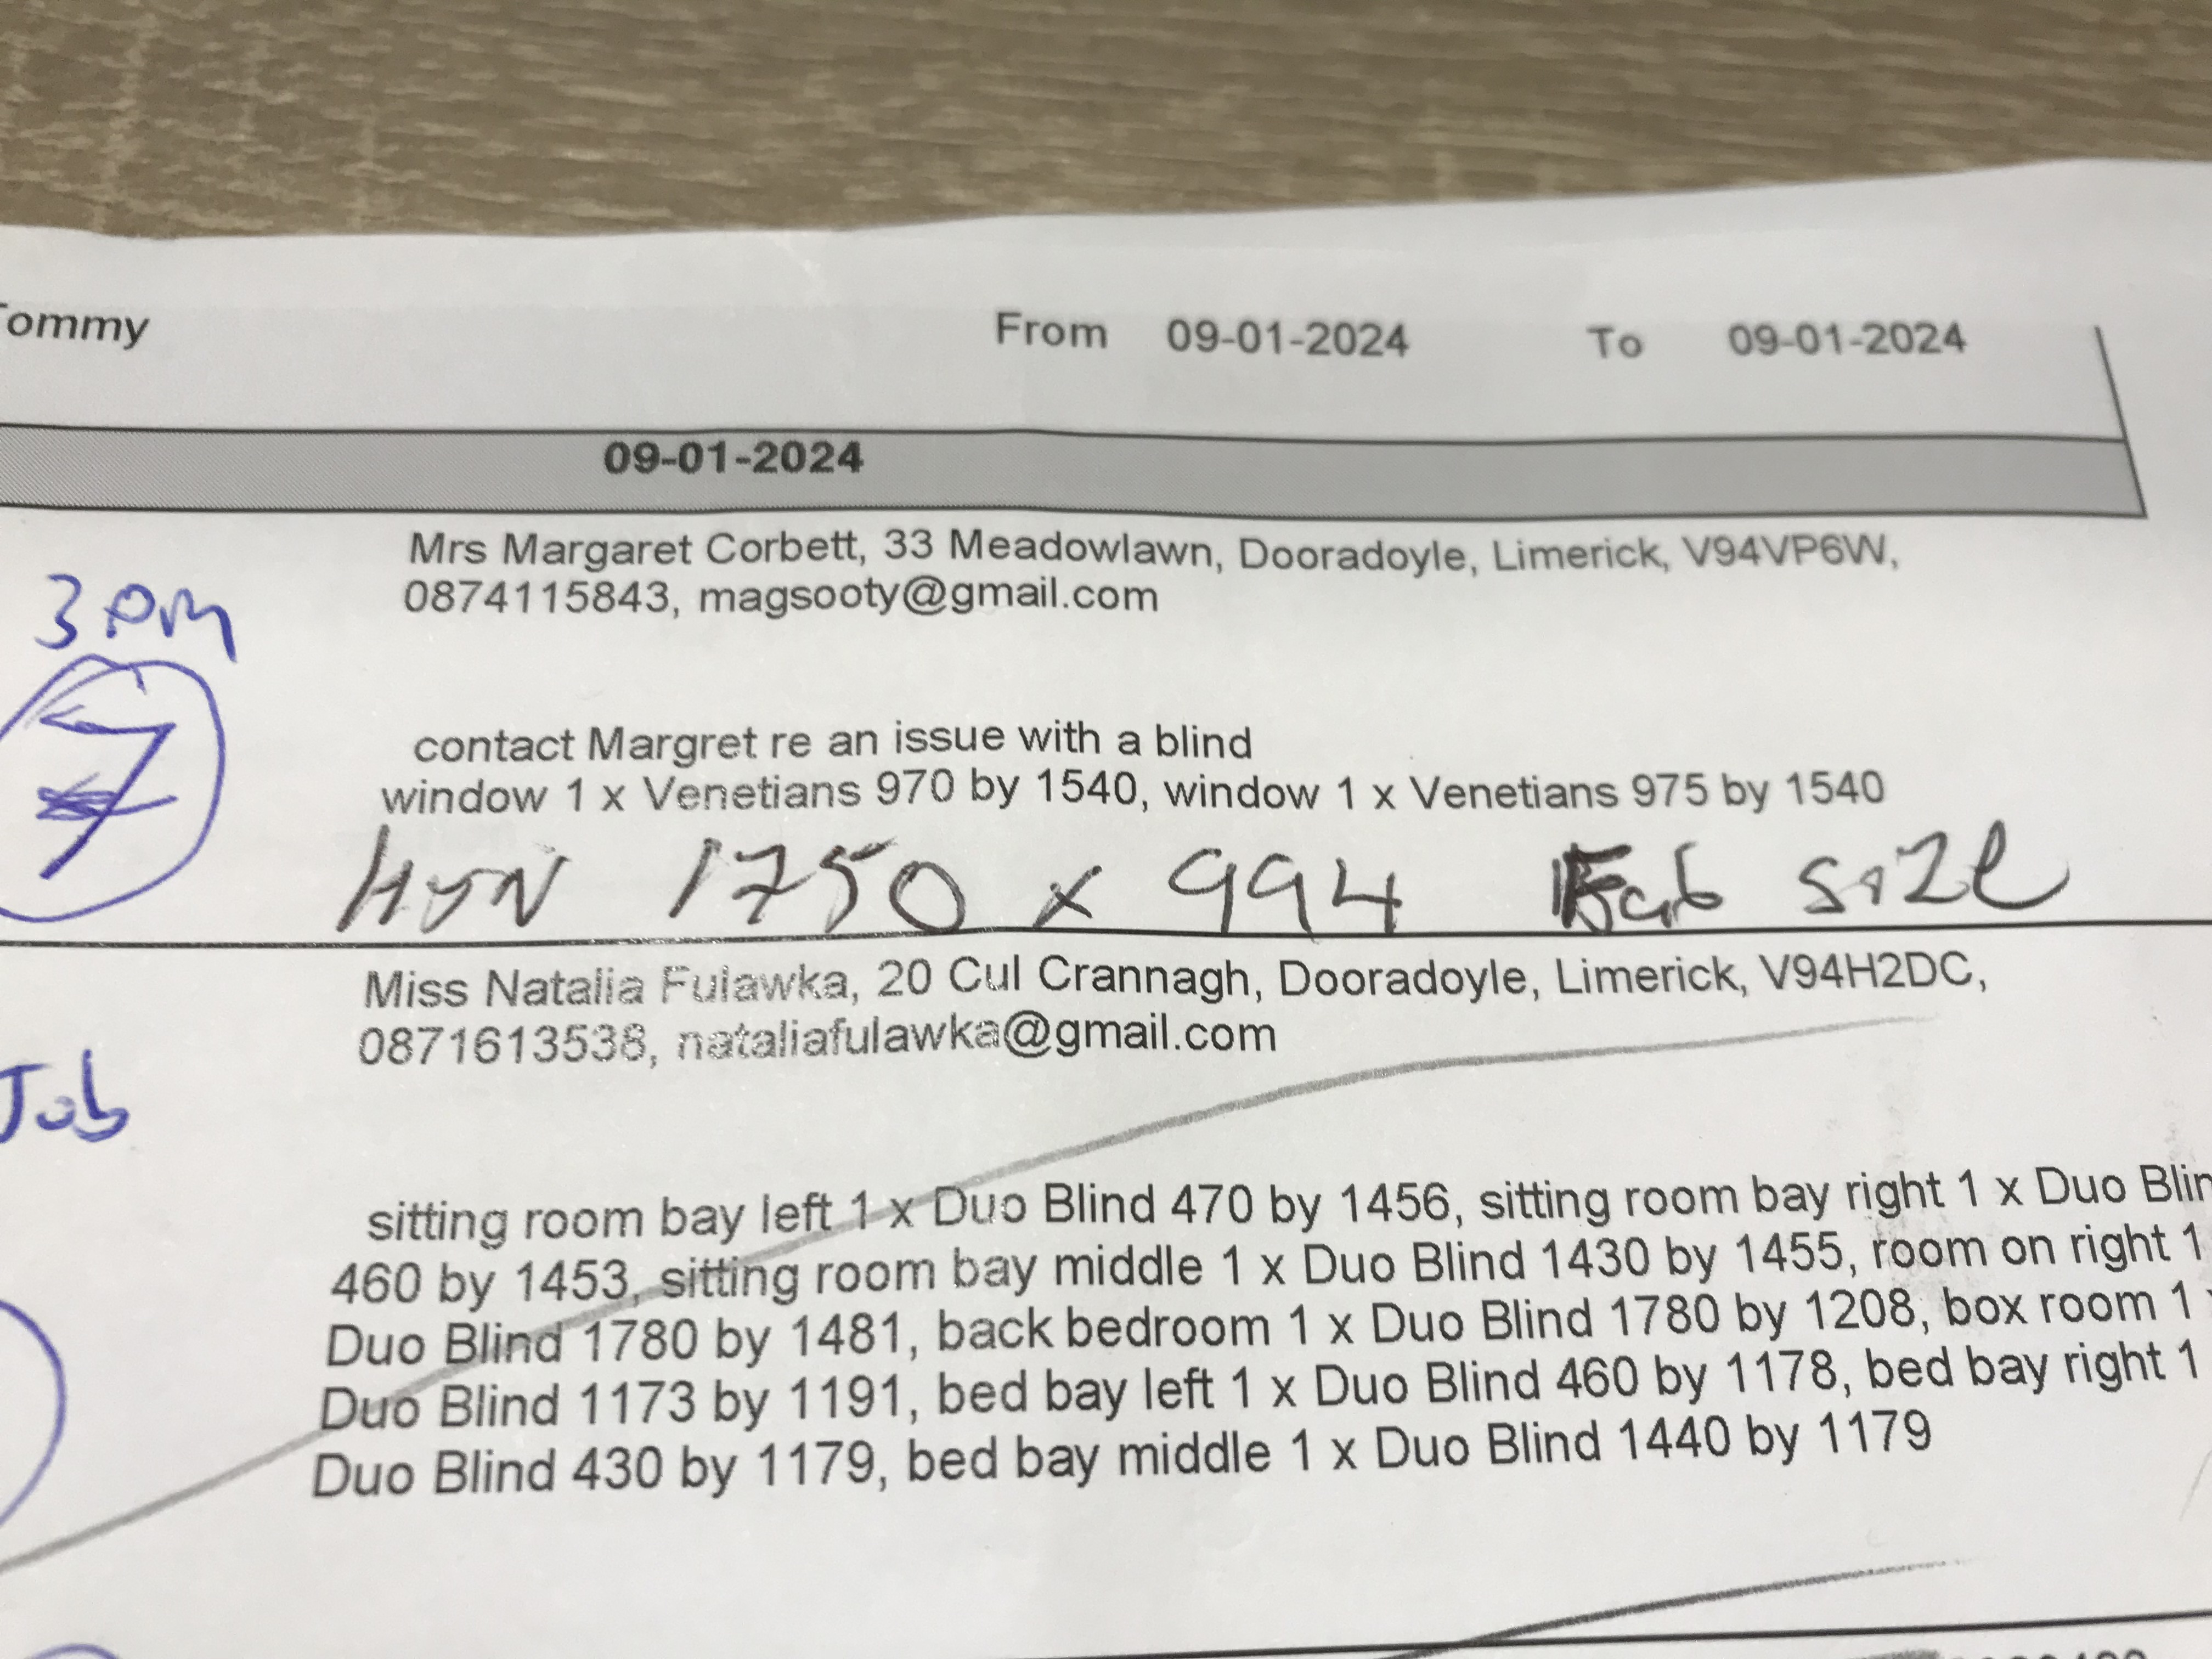 ommy From 09-01-2024 To 09-01-2024
09-01-2024
Mrs Margaret Corbett, 33 Meadowlawn, Dooradoyle, Limerick, V94VP6W,
0874115843, magsooty@gmail.com
3 pm
7
contact Margret re an issue with a blind
window 1 x Venetians 970 by 1540, window 1 x Venetians 975 by 1540
1750 x 994 Fab Size
Miss Natalia Fulawka, 20 Cul Crannagh, Dooradoyle, Limerick, V94H2DC,
0871613538, nataliafulawka@gmail.com
Job
sitting room bay left 1 x Duo Blind 470 by 1456, sitting room bay right 1 x Duo Blin
460 by 1453, sitting room bay middle 1 x Duo Blind 1430 by 1455, room on right 1
Duo Blind 1780 by 1481, back bedroom 1 x Duo Blind 1780 by 1208, box room 1
Duo Blind 1173 by 1191, bed bay left 1 x Duo Blind 460 by 1178, bed bay right 1
Duo Blind 430 by 1179, bed bay middle 1 x Duo Blind 1440 by 1179